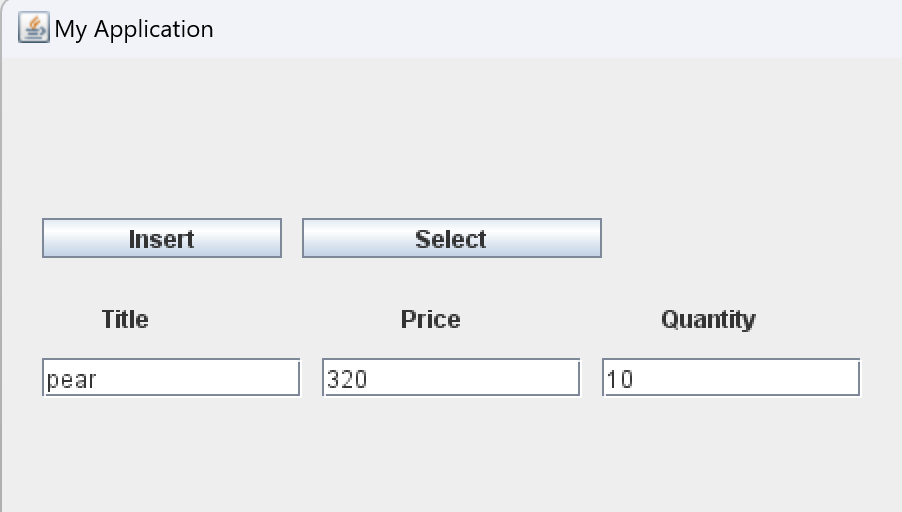 My Application
Insert Select
Title Price Quantity
pear 320 10